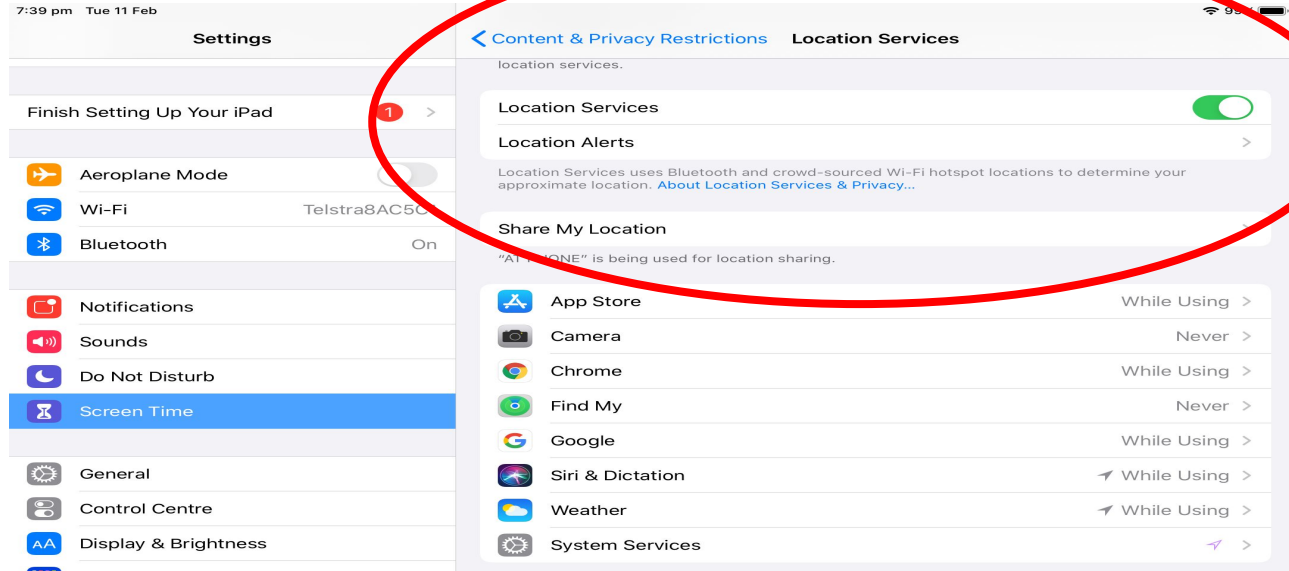 7:39 pm Tue 11 Feb
Settings
Finish Setting Up Your iPad 1
Aeroplane Mode
Wi-Fi
Bluetooth On
Notifications
Sounds
Do Not Disturb
Screen Time
General
Control Centre
AA Display & Brightness
Content & Privacy Restrictions Location Services
location services.
Location Services
Location Alerts
Location Services uses Bluetooth and crowd-sourced Wi-Fi hotspot locations to determine your
approximate location. About Location Services & Privacy...
Share My Location
is being used for location sharing.
App Store While Using
Camera Never
Chrome While Using
Find My Never
Google While Using
Siri & Dictation While Using
Weather While Using
System Services